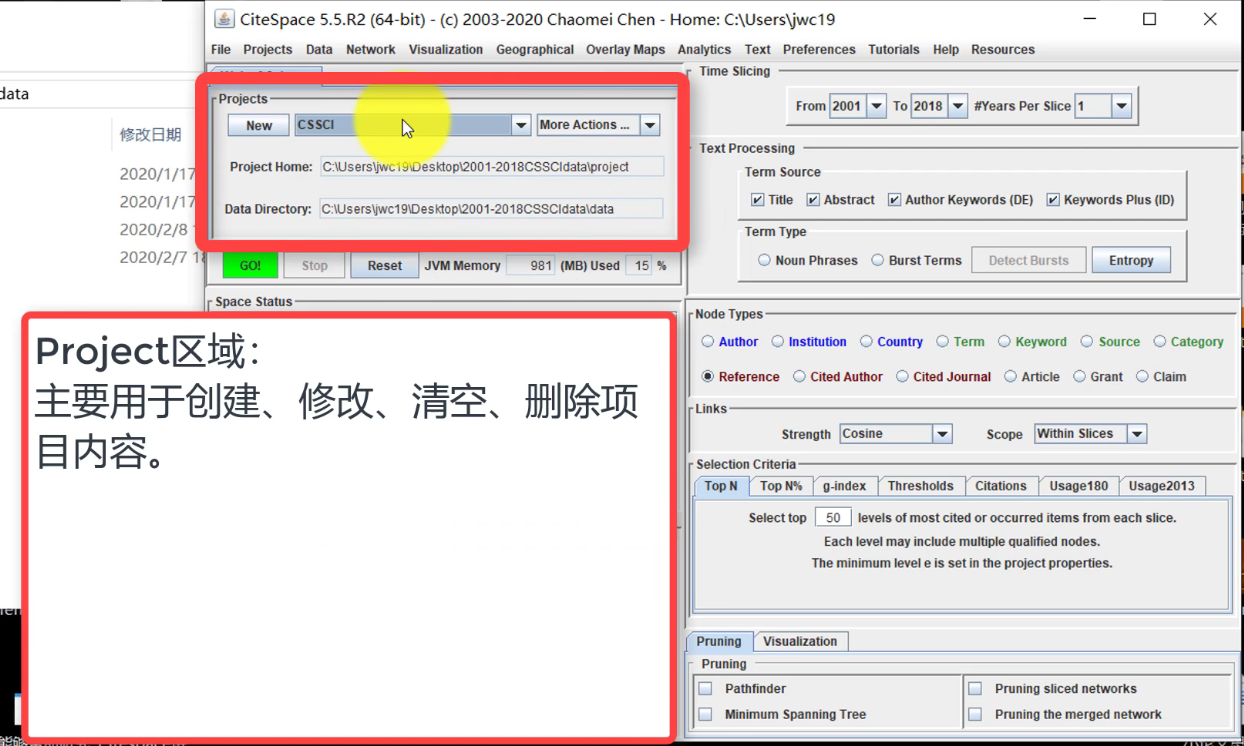 CiteSpace 5.5.R2 (64-bit) - (c) 2003-2020 Chaomei Chen - Home: C:\Users\jwc19
File Projects Data Network Visualization Geographical Overlay Maps Analytics Text Preferences Tutorials Help Resources
data
修改日期
2020/1/17
2020/1/17
2020/2/8
2020/2/7
Projects
New CSSCI More Actions ...
Project Home: C:\Users\jwc19\Desktop\2001-2018CSSCIdata\project
Data Directory: C:\Users\jwc19\Desktop\2001-2018CSSCIdata\data
GO! Stop Reset JVM Memory 981 (MB) Used 15 %
Space Status
Project区域：
主要用于创建、修改、清空、删除项
目内容。
Time Slicing
From 2001 To 2018 #Years Per Slice 1
Text Processing
Term Source
Title Abstract Author Keywords (DE) Keywords Plus (ID)
Term Type
Noun Phrases Burst Terms Detect Bursts Entropy
Node Types
Author Institution Country Term Keyword Source Category
Reference Cited Author Cited Journal Article Grant Claim
Links
Strength Cosine Scope Within Slices
Selection Criteria
Top N Top N% g-index Thresholds Citations Usage180 Usage2013
Select top 50 levels of most cited or occurred items from each slice.
Each level may include multiple qualified nodes.
The minimum level e is set in the project properties.
Pruning Visualization
Pruning
Pathfinder Pruning sliced networks
Minimum Spanning Tree Pruning the merged network